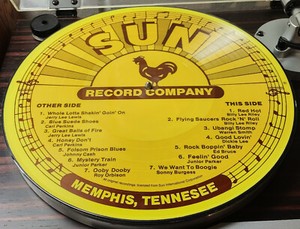 SUN
RECORD COMPANY
OTHER SIDE
1. Whole Lotta Shakin' Goin' On
Jerry Lee Lewis
2. Blue Suede Shoes
Carl Perkins
3. Great Balls of Fire
Jerry Lee Lewis
4. Honey Don't
Carl Perkins
5. Folsom Prison Blues
Johnny Cash
6. Mystery Train
Junior Parker
7. Ooby Dooby
Roy Orbison
THIS SIDE
1. Red Hot
Billy Lee Riley
2. Flying Saucers Rock 'N' Roll
Billy Lee Riley
3. Ubangi Stomp
Warren Smith
4. Good Lovin'
Dickie Lee
5. Rock Boppin' Baby
Ed Bruce
6. Feelin' Good
Junior Parker
7. We Want To Boogie
Sonny Burgess
MEMPHIS, TENNESSEE